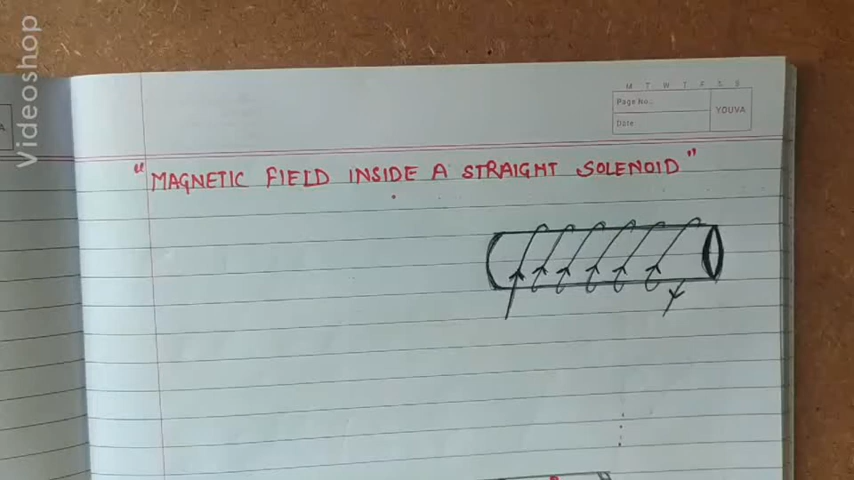 Videoshop
M T W T F S S
Page No.:
YOUVA
Date
"MAGNETIC FIELD INSIDE A STRAIGHT SOLENOID"